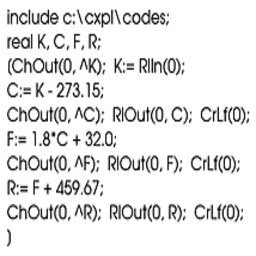 include c:\cxpl\codes;
real K, C, F, R;
(ChOut(0, ^K);  K:= RlIn(0);
C:= K - 273.15;
ChOut(0, ^C);  RlOut(0, C);  CrLf(0);
F:= 1.8*C + 32.0;
ChOut(0, ^F);  RlOut(0, F);  CrLf(0);
R:= F + 459.67;
ChOut(0, ^R);  RlOut(0, R);  CrLf(0);
)